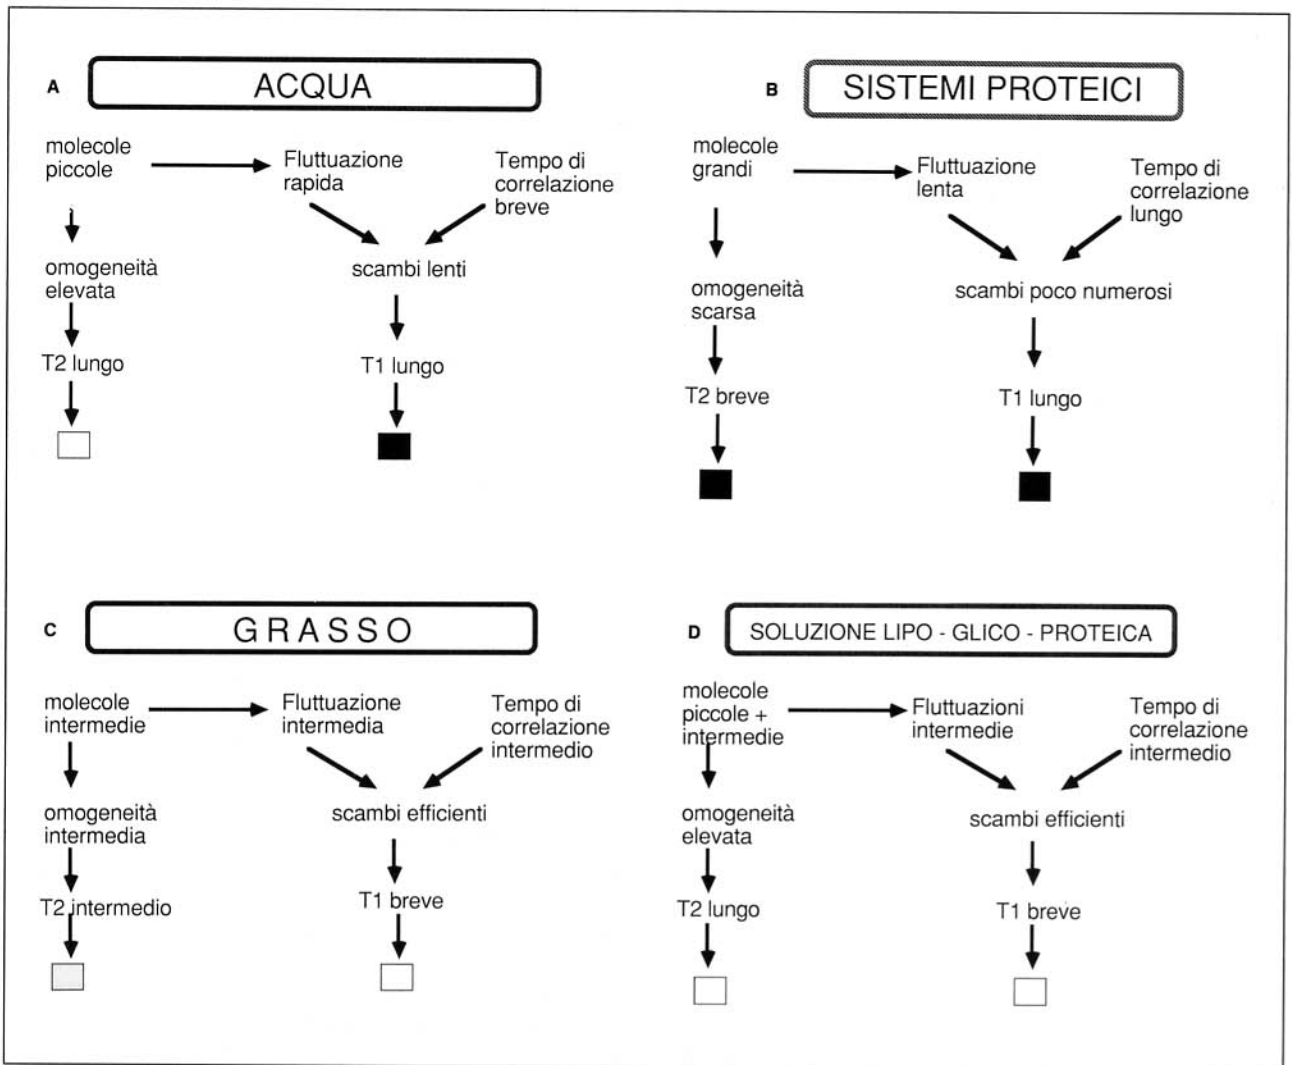 A
ACQUA
molecole
piccole
Fluttuazione
rapida
Tempo di
correlazione
breve
omogeneità
elevata
scambi lenti
T2 lungo
T1 lungo
B
SISTEMI PROTEICI
molecole
grandi
Fluttuazione
lenta
Tempo di
correlazione
lungo
omogeneità
scarsa
scambi poco numerosi
T2 breve
T1 lungo
C
GRASSO
molecole
intermedie
Fluttuazione
intermedia
Tempo di
correlazione
intermedio
omogeneità
intermedia
scambi efficienti
T2 intermedio
T1 breve
D
SOLUZIONE LIPO - GLICO - PROTEICA
molecole
piccole +
intermedie
Fluttuazioni
intermedie
Tempo di
correlazione
intermedio
omogeneità
elevata
scambi efficienti
T2 lungo
T1 breve